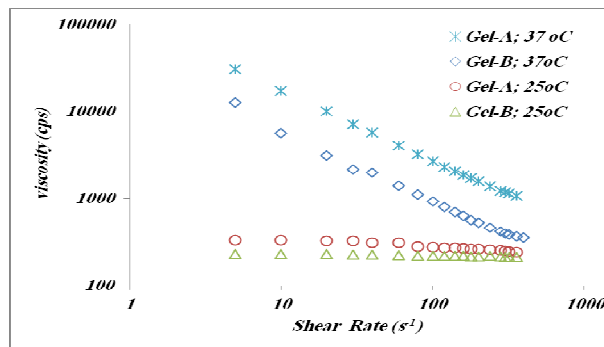 100000
10000
1000
100
viscosity (cps)
Gel-A; 37 oC
Gel-B; 37oC
Gel-A; 25oC
Gel-B; 25oC
1
10
100
1000
Shear Rate (s⁻¹)